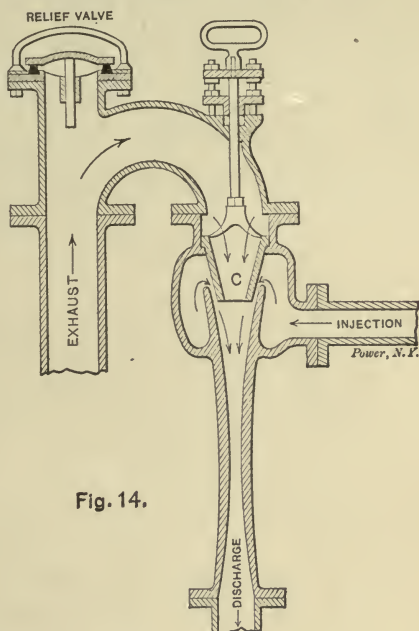 RELIEF VALVE
EXHAUST
C
INJECTION
Power, N.Y.
Fig. 14.
DISCHARGE